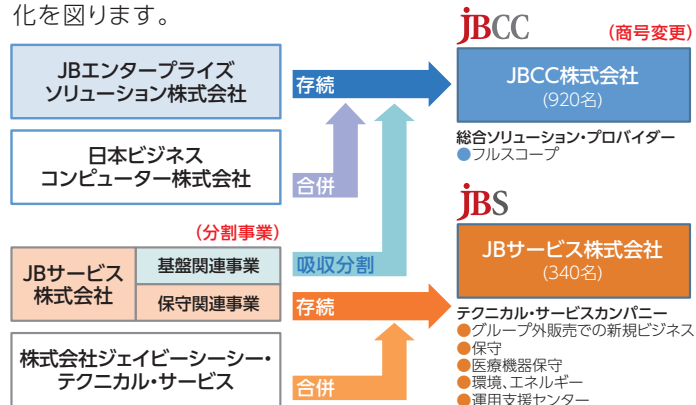 化を図ります。
JBエンタープライズ
ソリューション株式会社
存続
JBCC
(商号変更)
JBCC株式会社
(920名)
総合ソリューション・プロバイダー
●フルスコープ
日本ビジネス
コンピューター株式会社
合併
(分割事業)
JBサービス
株式会社
基盤関連事業
吸収分割
保守関連事業
存続
JBS
JBサービス株式会社
(340名)
テクニカル・サービスカンパニー
●グループ外販売での新規ビジネス
●保守
●医療機器保守
●環境、エネルギー
●運用支援センター
株式会社ジェイビーシーシー・
テクニカル・サービス
合併